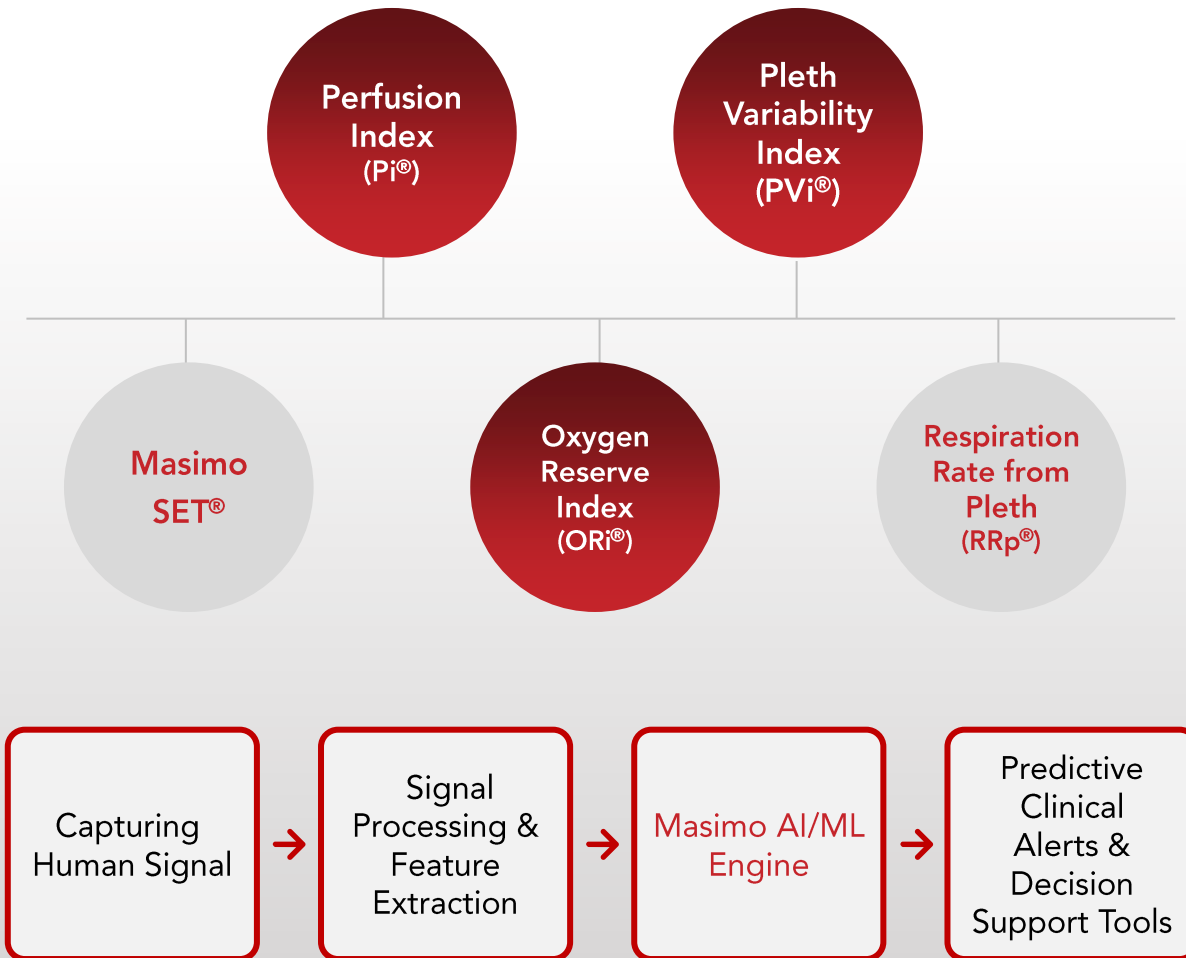 Perfusion
Index
(Pi®)
Pleth
Variability
Index
(PVi®)
Masimo
SET®
Oxygen
Reserve
Index
(ORi®)
Respiration
Rate from
Pleth
(RRp®)
Capturing
Human Signal
Signal
Processing &
Feature
Extraction
Masimo AI/ML
Engine
Predictive
Clinical
Alerts &
Decision
Support Tools